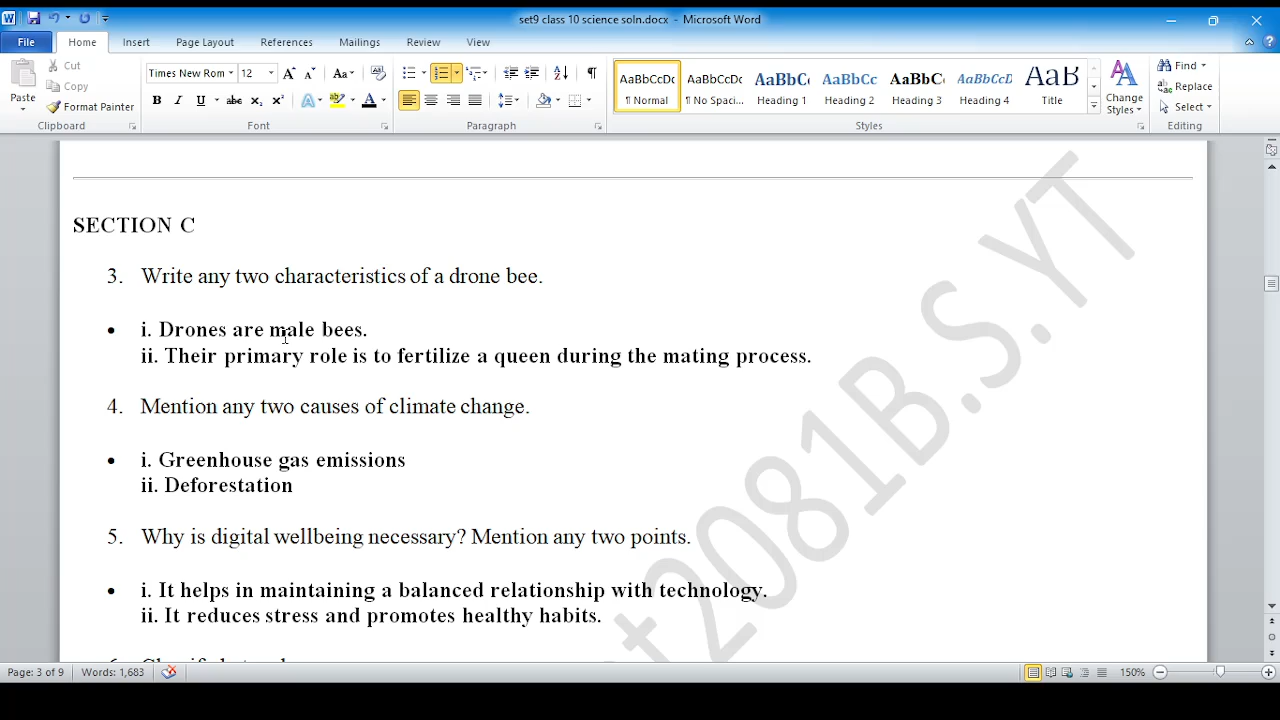 set9 class 10 science soln.docx - Microsoft Word
File Home Insert Page Layout References Mailings Review View
Paste
Cut
Copy
Format Painter
Clipboard
Times New Rom 12
Font
Paragraph
AaBbCcDc AaBbCcDc AaBbC AaBbCc AaBbC AaBbCcD AaB
¶ Normal ¶ No Spaci... Heading 1 Heading 2 Heading 3 Heading 4 Title
Styles
Change
Styles
Find
Replace
Select
Editing
SECTION C
3. Write any two characteristics of a drone bee.
• i. Drones are male bees.
ii. Their primary role is to fertilize a queen during the mating process.
4. Mention any two causes of climate change.
• i. Greenhouse gas emissions
ii. Deforestation
5. Why is digital wellbeing necessary? Mention any two points.
• i. It helps in maintaining a balanced relationship with technology.
ii. It reduces stress and promotes healthy habits.
t2081B.S.YT
Page: 3 of 9 Words: 1,683 150%